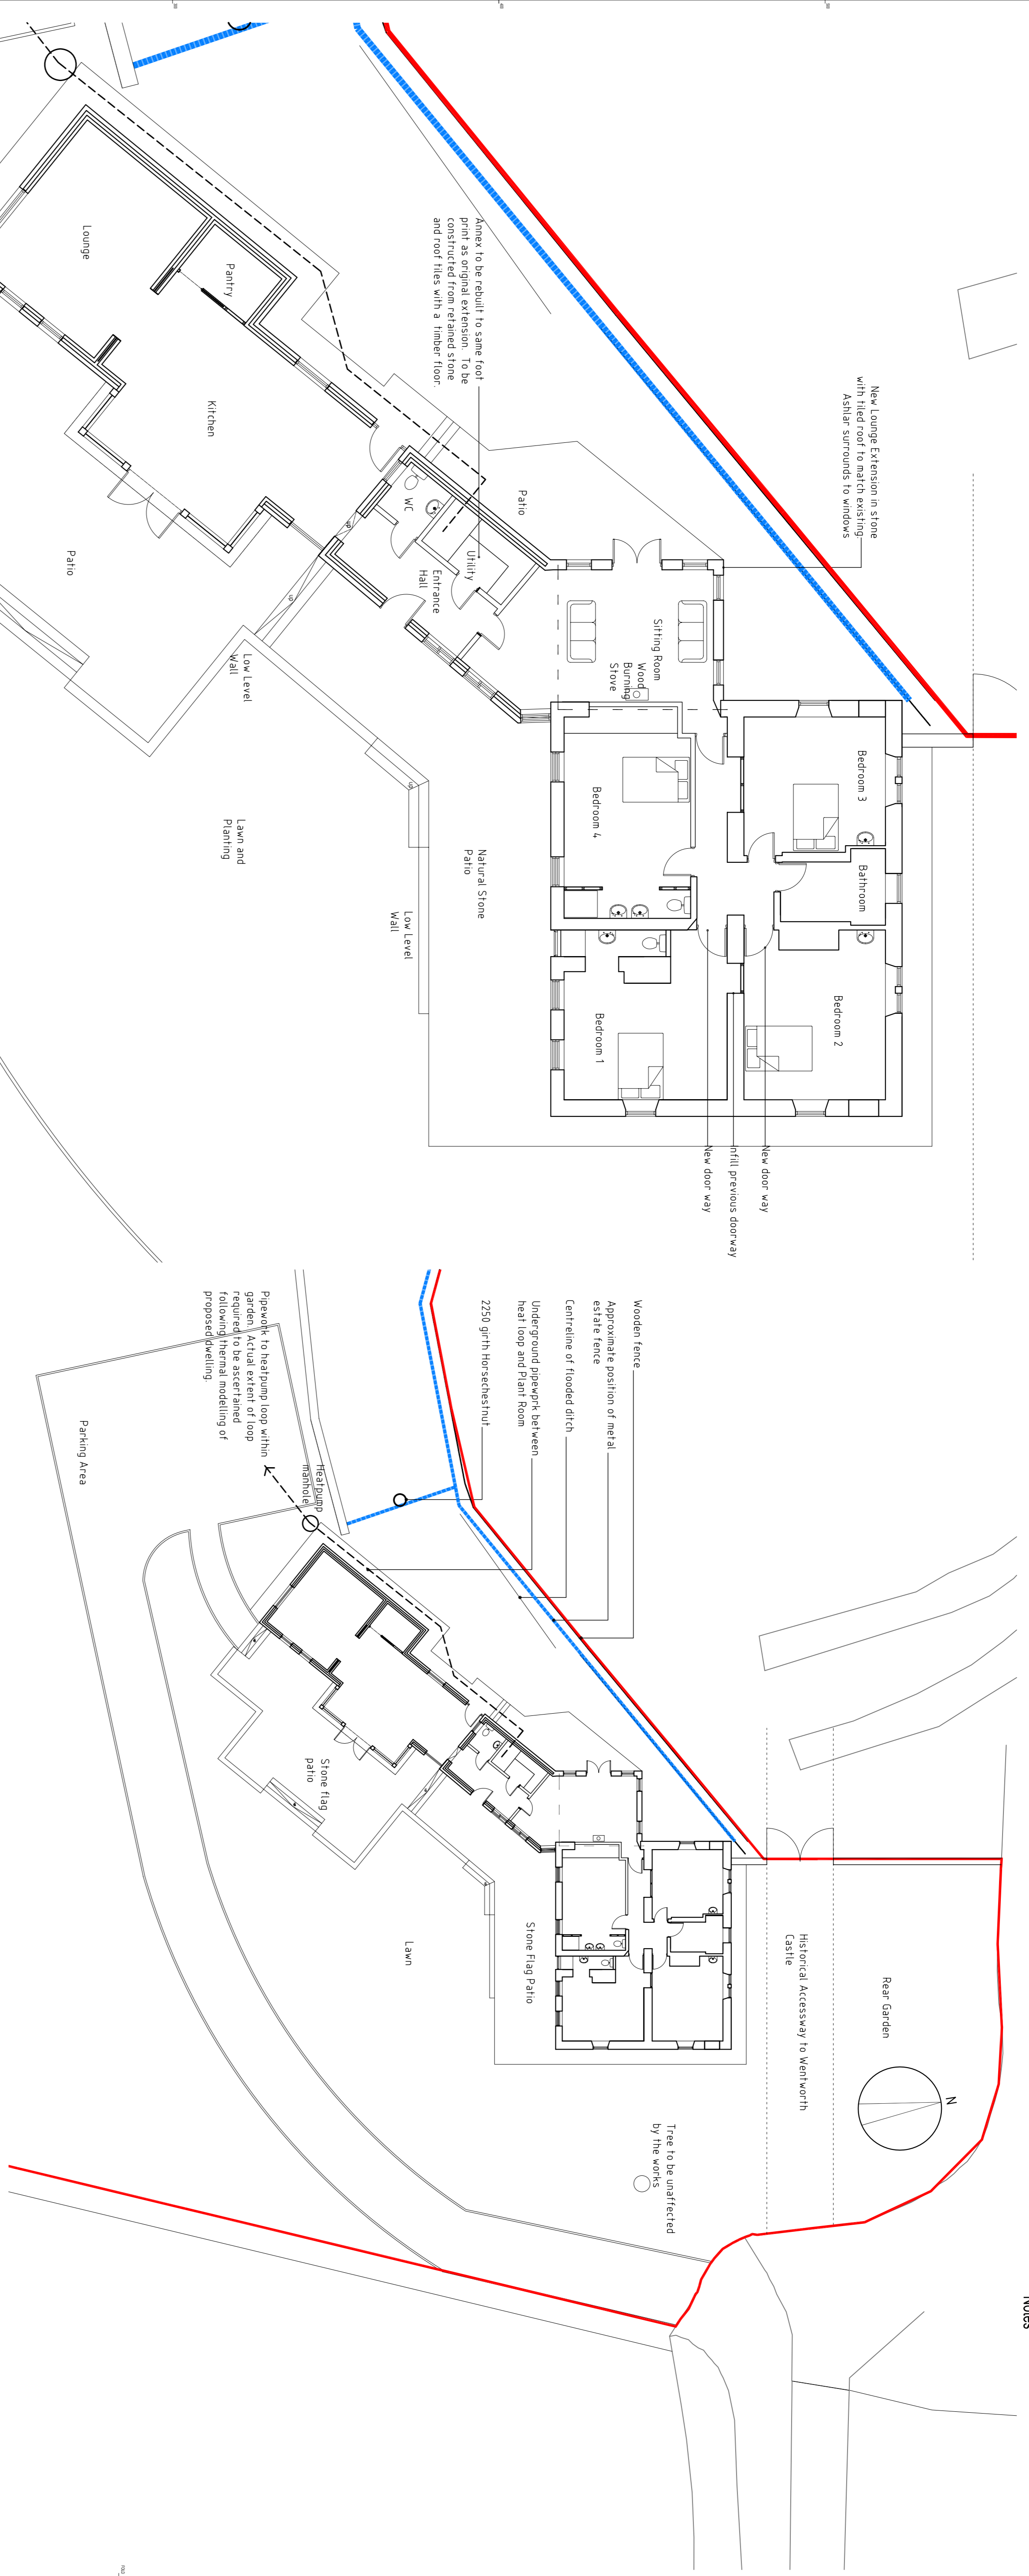 New Lounge Extension in stone
with tiled roof to match existing.
Ashlar surrounds to windows
Annex to be rebuilt to same foot
print as original extension. To be
constructed from retained stone
and roof tiles with a timber floor.
Lounge
Pantry
Kitchen
WC
Utility
Entrance
Hall
Patio
Sitting Room
Wood
Burning
Stove
Bedroom 3
Bathroom
Bedroom 2
Bedroom 4
Bedroom 1
Patio
Low Level
Wall
Lawn and
Planting
Natural Stone
Patio
Low Level
Wall
New door way
Infill previous doorway
New door way
Wooden fence
Approximate position of metal
estate fence
Centreline of flooded ditch
Underground pipewprk between
heat loop and Plant Room
2250 girth Horsechestnut
Pipework to heatpump loop within
garden. Actual extent of loop
required to be ascertained
following thermal modelling of
proposed dwelling.
Heatpump
manhole
Parking Area
Stone flag
patio
Lawn
Stone Flag Patio
Historical Accessway to Wentworth
Castle
Rear Garden
N
Tree to be unaffected
by the works
Notes